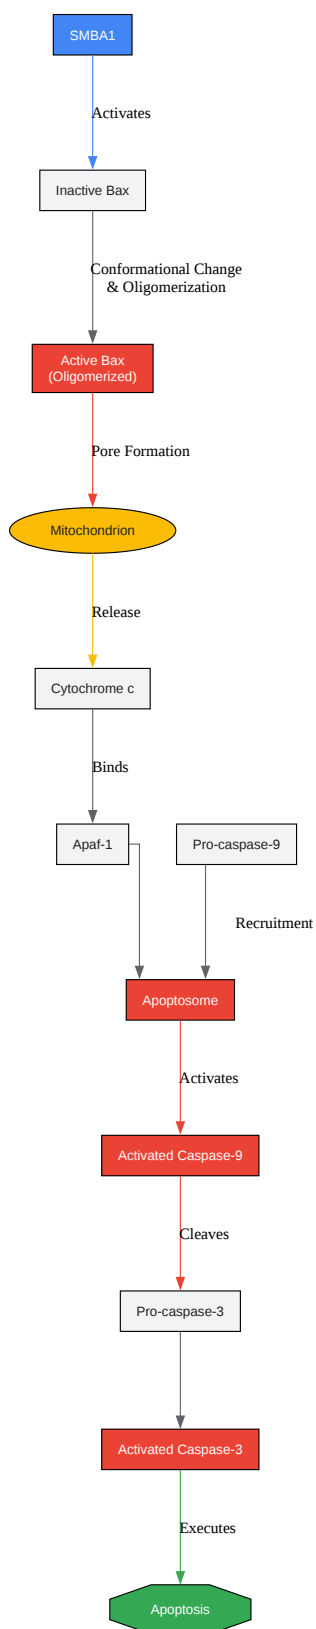 SMBA1
Activates
Inactive Bax
Conformational Change
& Oligomerization
Active Bax
(Oligomerized)
Pore Formation
Mitochondrion
Release
Cytochrome c
Binds
Apaf-1
Pro-caspase-9
Recruitment
Apoptosome
Activates
Activated Caspase-9
Cleaves
Pro-caspase-3
Activated Caspase-3
Executes
Apoptosis